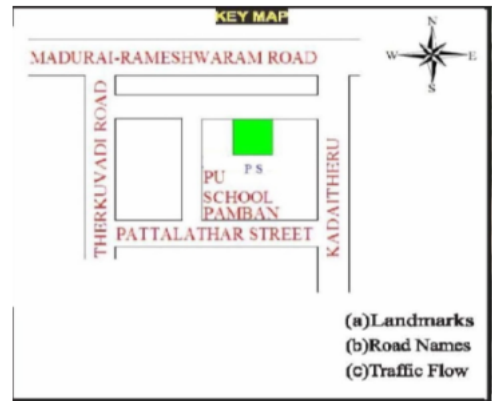 KEY MAP
N
MADURAI-RAMESHWARAM ROAD
W
E
S
THERKUVADI ROAD
P S
PU
SCHOOL
PAMBAN
KADAITHERU
PATTALATHAR STREET
(a)Landmarks
(b)Road Names
(c)Traffic Flow